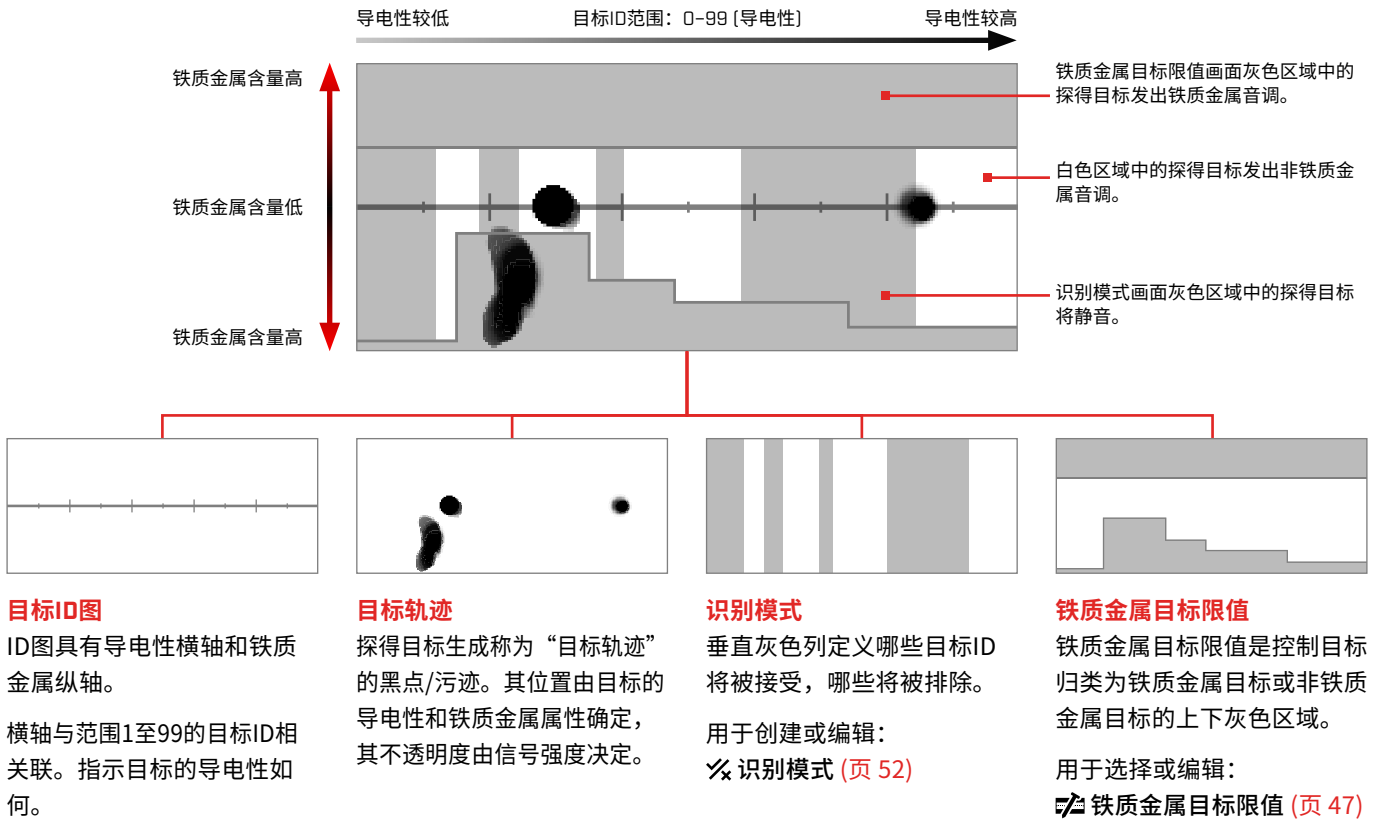 导电性较低
目标ID范围：0-99 (导电性)
导电性较高
铁质金属含量高
铁质金属含量低
铁质金属含量高
铁质金属目标限值画面灰色区域中的
探得目标发出铁质金属音调。
白色区域中的探得目标发出非铁质金
属音调。
识别模式画面灰色区域中的探得目标
将静音。
目标ID图
ID图具有导电性横轴和铁质
金属纵轴。
横轴与范围1至99的目标ID相
关联。指示目标的导电性如
何。
目标轨迹
探得目标生成称为“目标轨迹”
的黑点/污迹。其位置由目标的
导电性和铁质金属属性确定，
其不透明度由信号强度决定。
识别模式
垂直灰色列定义哪些目标ID
将被接受，哪些将被排除。
用于创建或编辑：
识别模式 (页 52)
铁质金属目标限值
铁质金属目标限值是控制目标
归类为铁质金属目标或非铁质
金属目标的上下灰色区域。
用于选择或编辑：
铁质金属目标限值 (页 47)